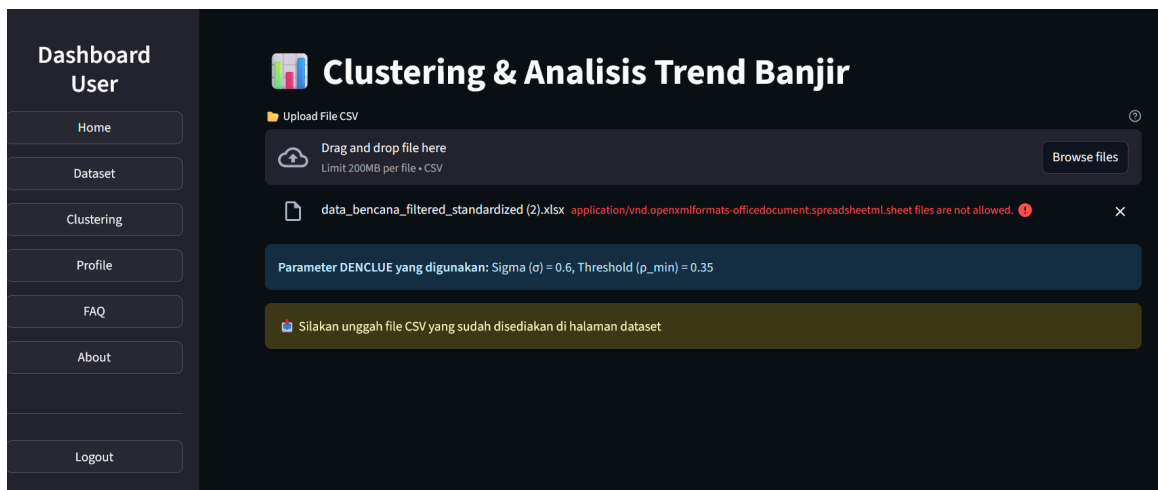 Dashboard
User
Home
Dataset
Clustering
Profile
FAQ
About
Logout
Clustering & Analisis Trend Banjir
Upload File CSV
Drag and drop file here
Limit 200MB per file • CSV
Browse files
data_bencana_filtered_standardized (2).xlsx application/vnd.openxmlformats-officedocument.spreadsheetml.sheet files are not allowed.
Parameter DENCLUE yang digunakan: Sigma (σ) = 0.6, Threshold (ρ_min) = 0.35
Silakan unggah file CSV yang sudah disediakan di halaman dataset